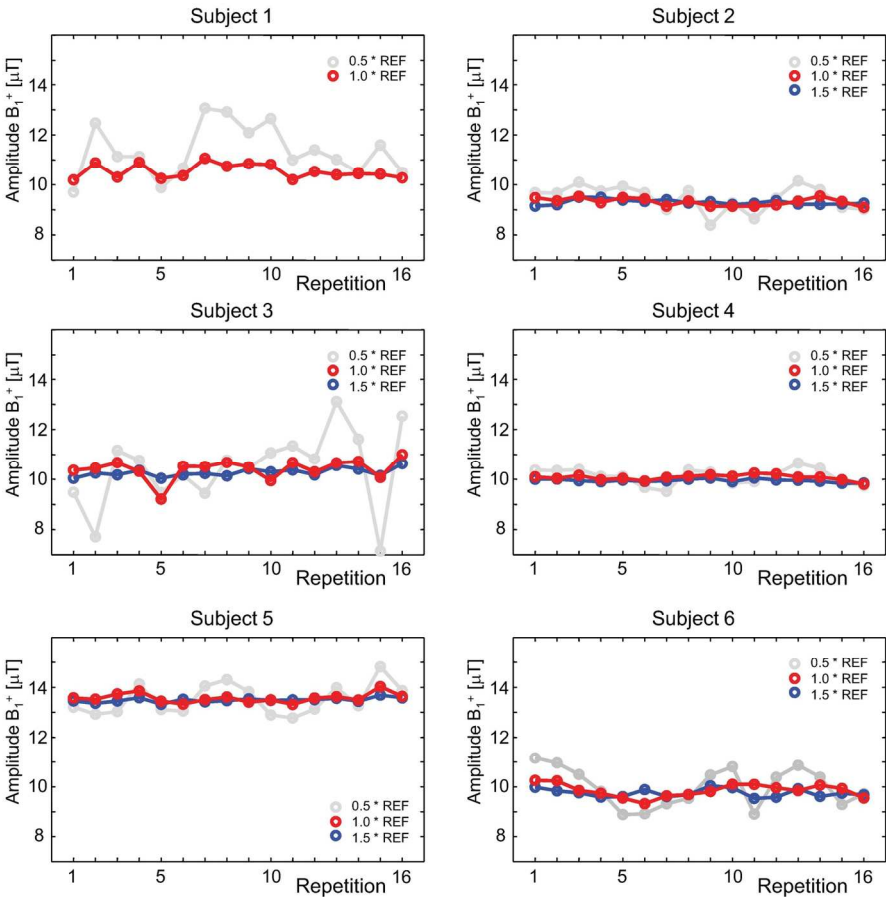 Subject 1
Amplitude B₁⁺ [µT]
14
12
10
8
0.5 * REF
1.0 * REF
1 5 10 16
Repetition
Subject 2
Amplitude B₁⁺ [µT]
14
12
10
8
0.5 * REF
1.0 * REF
1.5 * REF
1 5 10 16
Repetition
Subject 3
Amplitude B₁⁺ [µT]
14
12
10
8
0.5 * REF
1.0 * REF
1.5 * REF
1 5 10 16
Repetition
Subject 4
Amplitude B₁⁺ [µT]
14
12
10
8
0.5 * REF
1.0 * REF
1.5 * REF
1 5 10 16
Repetition
Subject 5
Amplitude B₁⁺ [µT]
14
12
10
8
0.5 * REF
1.0 * REF
1.5 * REF
1 5 10 16
Repetition
Subject 6
Amplitude B₁⁺ [µT]
14
12
10
8
0.5 * REF
1.0 * REF
1.5 * REF
1 5 10 16
Repetition